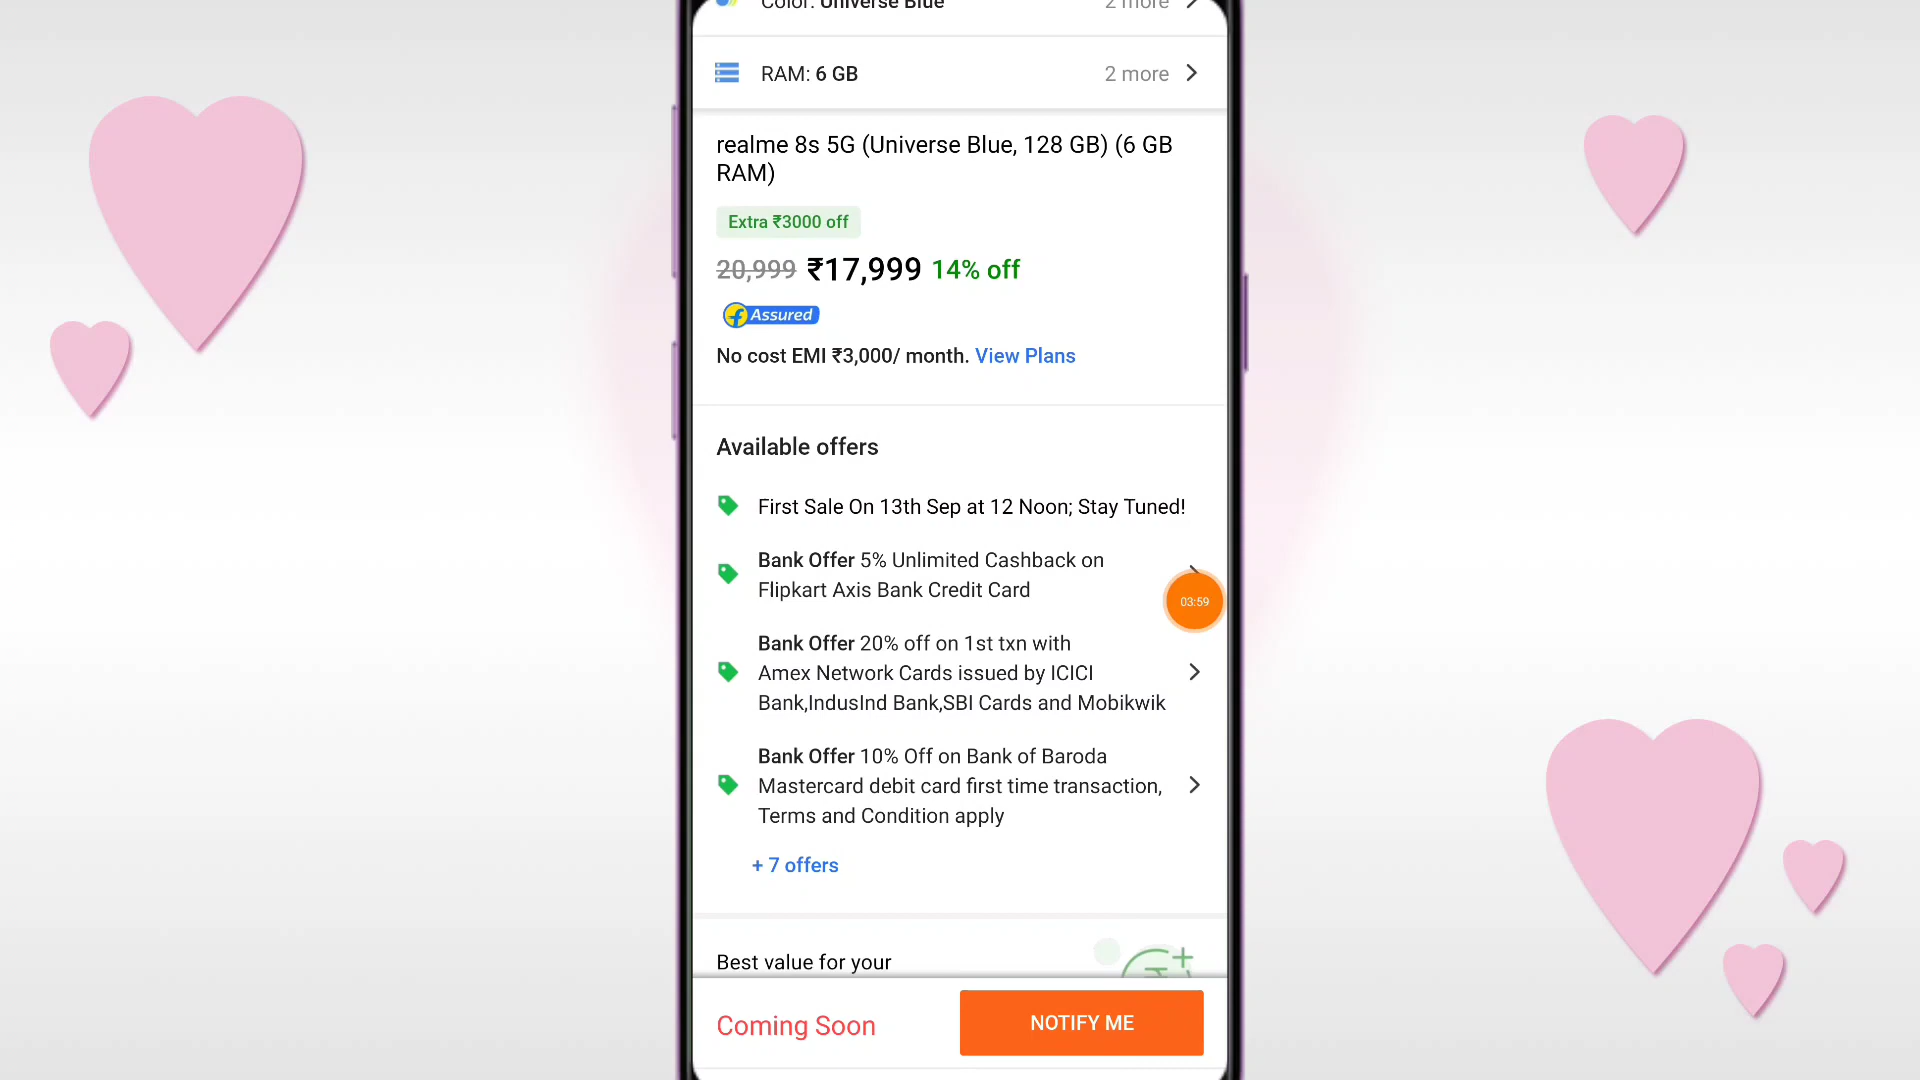 Color: Universe Blue 2 more
RAM: 6 GB 2 more
realme 8s 5G (Universe Blue, 128 GB) (6 GB
RAM)
Extra ₹3000 off
20,999 ₹17,999 14% off
Assured
No cost EMI ₹3,000/ month. View Plans
Available offers
First Sale On 13th Sep at 12 Noon; Stay Tuned!
Bank Offer 5% Unlimited Cashback on
Flipkart Axis Bank Credit Card
03:59
Bank Offer 20% off on 1st txn with
Amex Network Cards issued by ICICI
Bank,IndusInd Bank,SBI Cards and Mobikwik
Bank Offer 10% Off on Bank of Baroda
Mastercard debit card first time transaction,
Terms and Condition apply
+ 7 offers
Best value for your
Coming Soon
NOTIFY ME